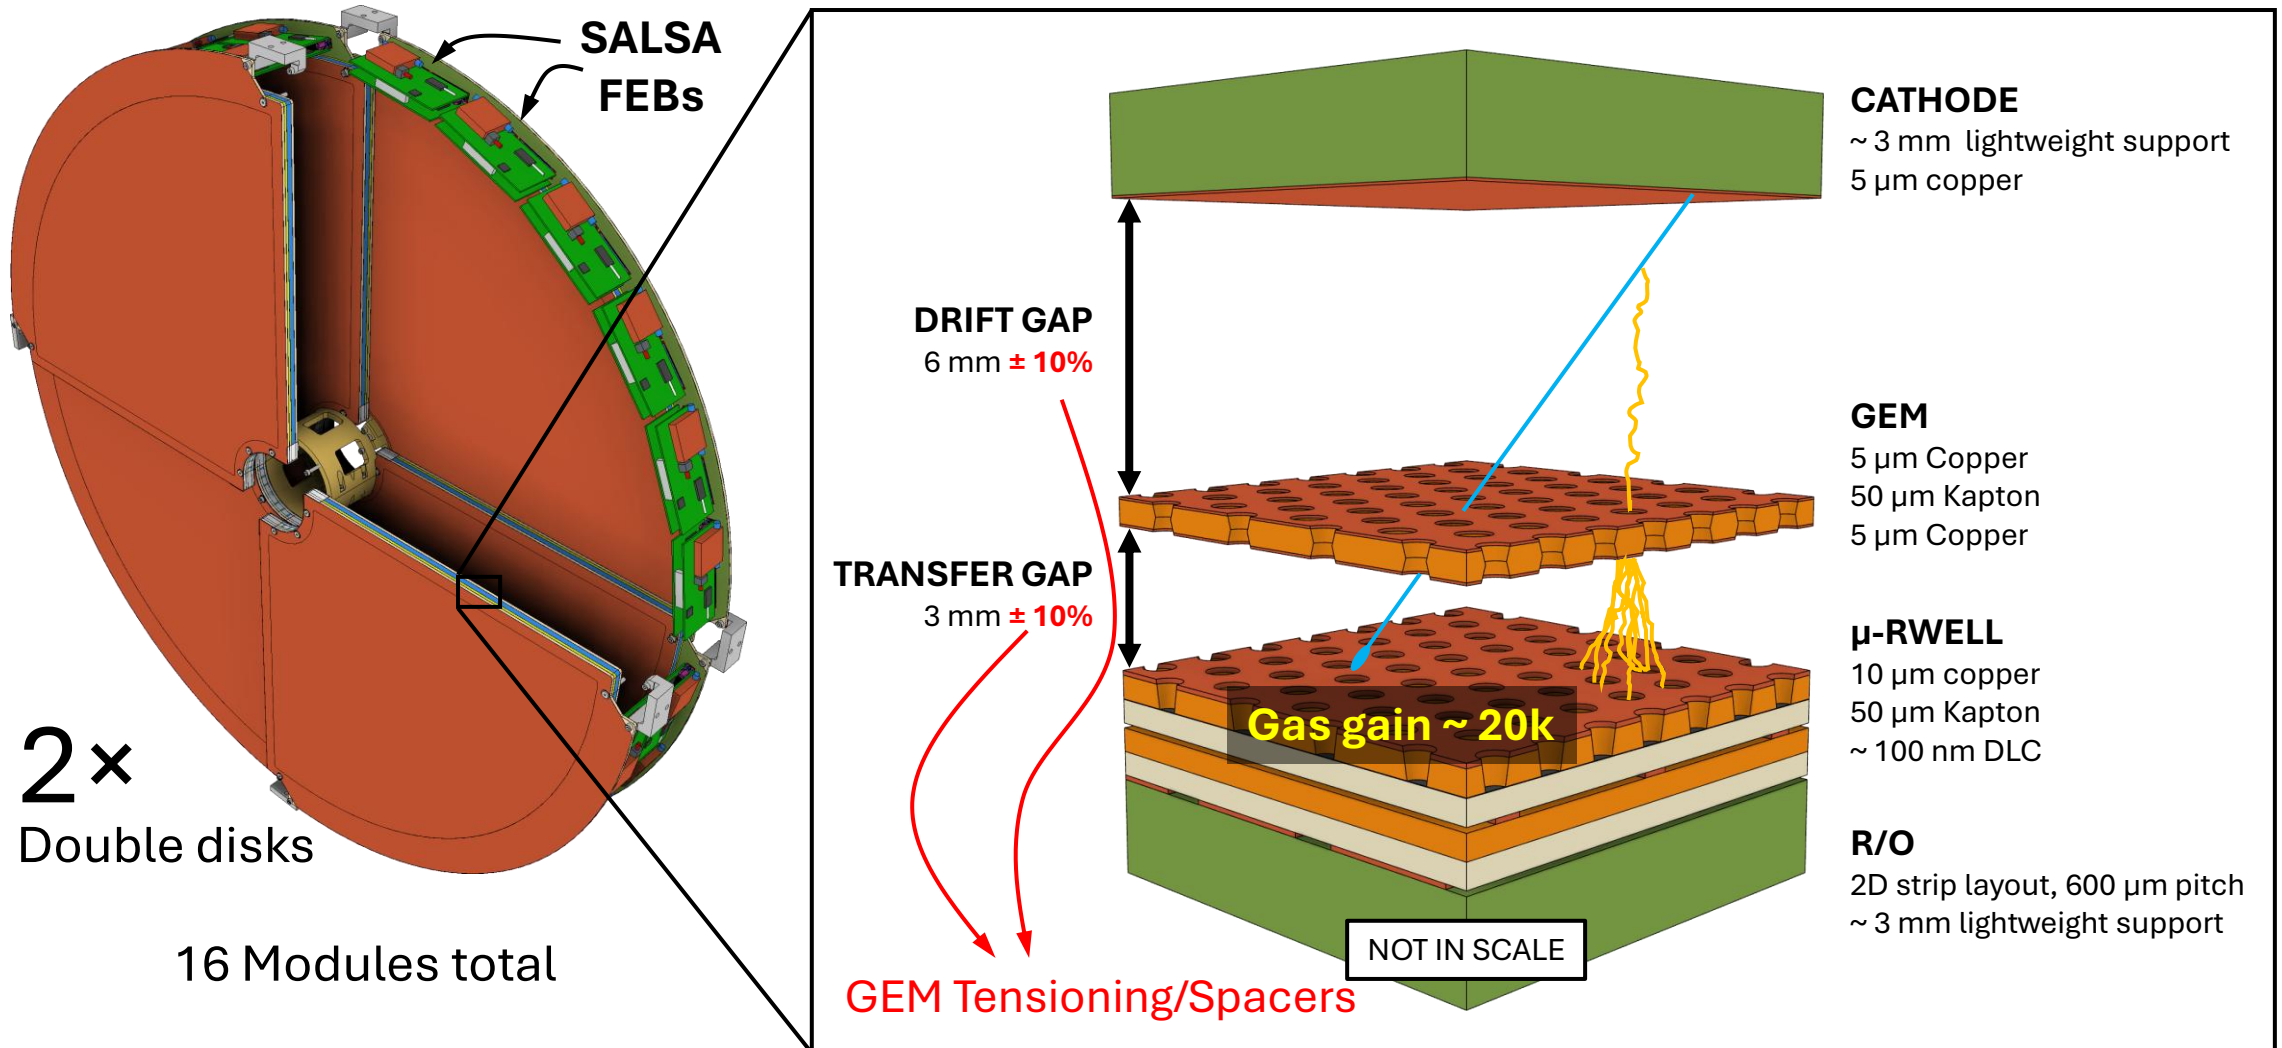 SALSA
FEBs
2×
Double disks
16 Modules total
DRIFT GAP
6 mm ± 10%
TRANSFER GAP
3 mm ± 10%
GEM Tensioning/Spacers
Gas gain ~ 20k
NOT IN SCALE
CATHODE
~ 3 mm  lightweight support
5 µm copper
GEM
5 µm Copper
50 µm Kapton
5 µm Copper
µ-RWELL
10 µm copper
50 µm Kapton
~ 100 nm DLC
R/O
2D strip layout, 600 µm pitch
~ 3 mm lightweight support